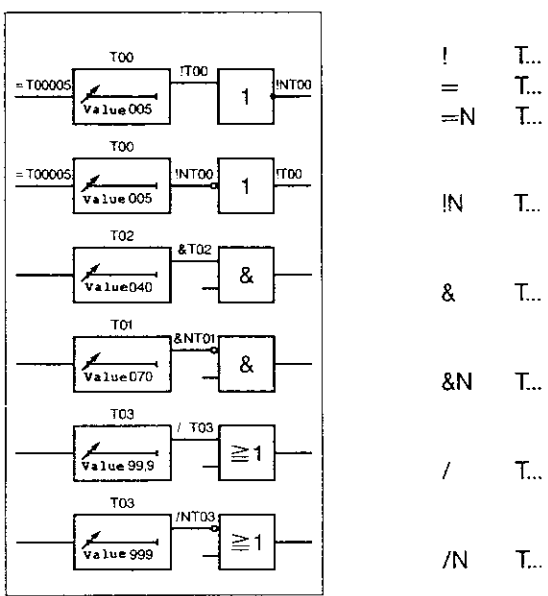 T00
= T00005
Value 005
!T00
1
!NT00
! T...
= T...
=N T...
T00
= T00005
Value 005
!NT00
1
!T00
!N T...
T02
Value 040
&T02
&
& T...
T01
Value 070
&NT01
&
&N T...
T03
Value 99,9
/ T03
≧1
/ T...
T03
Value 999
/NT03
≧1
/N T...